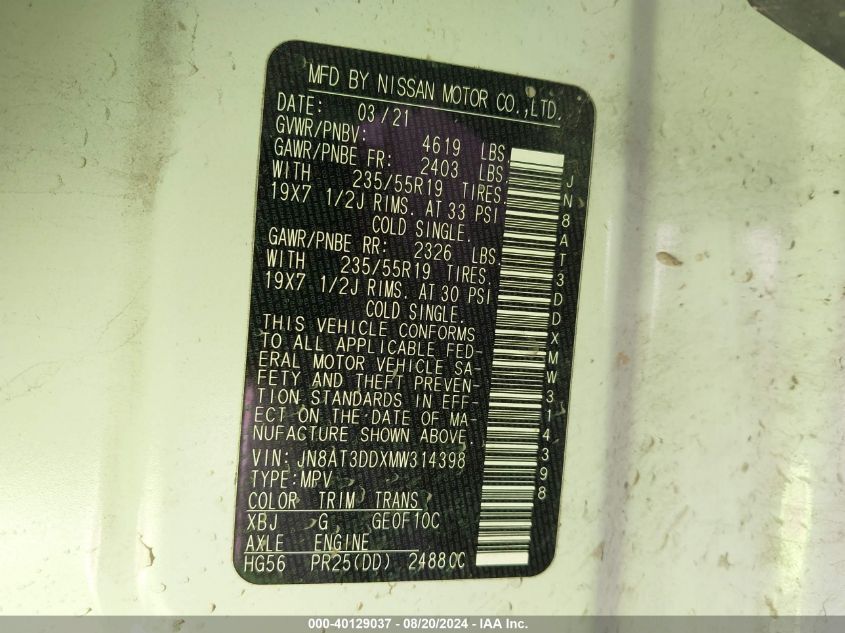 MFD BY NISSAN MOTOR CO.,LTD.
DATE: 03/21
GVWR/PNBV: 4619 LBS
GAWR/PNBE FR: 2403 LBS
WITH 235/55R19 TIRES.
19X7 1/2J RIMS. AT 33 PSI
COLD SINGLE.
GAWR/PNBE RR: 2326 LBS
WITH 235/55R19 TIRES.
19X7 1/2J RIMS. AT 30 PSI
COLD SINGLE.
THIS VEHICLE CONFORMS
TO ALL APPLICABLE FED-
ERAL MOTOR VEHICLE SA-
FETY AND THEFT PREVEN-
TION STANDARDS IN EFF-
ECT ON THE DATE OF MA-
NUFACTURE SHOWN ABOVE.
VIN: JN8AT3DDXMW314398
TYPE:MPV
COLOR TRIM TRANS
XBJ G GE0F10C
AXLE ENGINE
HG56 PR25(DD) 24880C
JN8AT3DDXMW314398
000-40129037 - 08/20/2024 - IAA Inc.